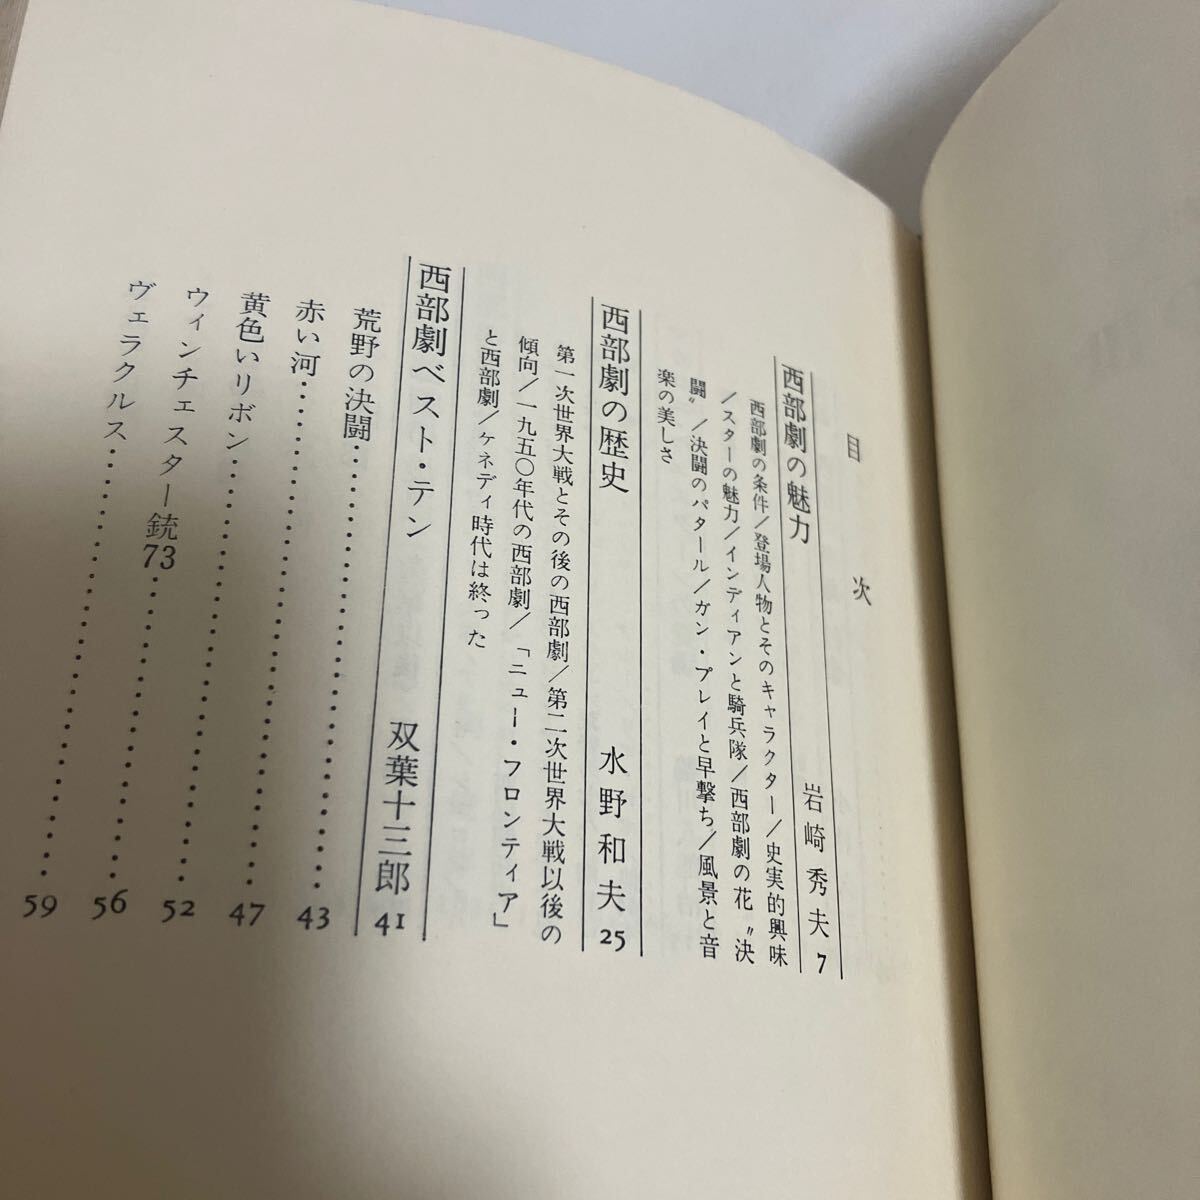 目次
西部劇の魅力 岩崎秀夫 7
西部劇の条件/登場人物とそのキャラクター/史実的興味
/スターの魅力/インディアンと騎兵隊/西部劇の花〝決
闘〟/決闘のパタール/ガン・プレイと早撃ち/風景と音
楽の美しさ
西部劇の歴史 水野和夫 25
第一次世界大戦とその後の西部劇/第二次世界大戦以後の
傾向/一九五〇年代の西部劇/「ニュー・フロンティア」
と西部劇/ケネディ時代は終った
西部劇ベスト・テン 双葉十三郎 41
荒野の決闘 43
赤い河 47
黄色いリボン 52
ウィンチェスター銃73 56
ヴェラクルス 59